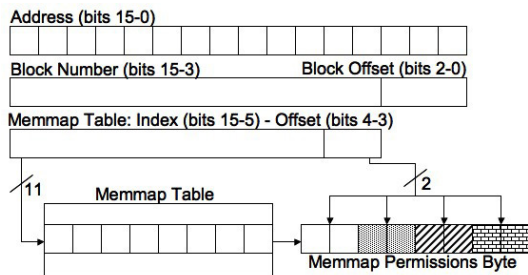 Address (bits 15-0)
Block Number (bits 15-3) Block Offset (bits 2-0)
Memmap Table: Index (bits 15-5) - Offset (bits 4-3)
11 Memmap Table 2
Memmap Permissions Byte